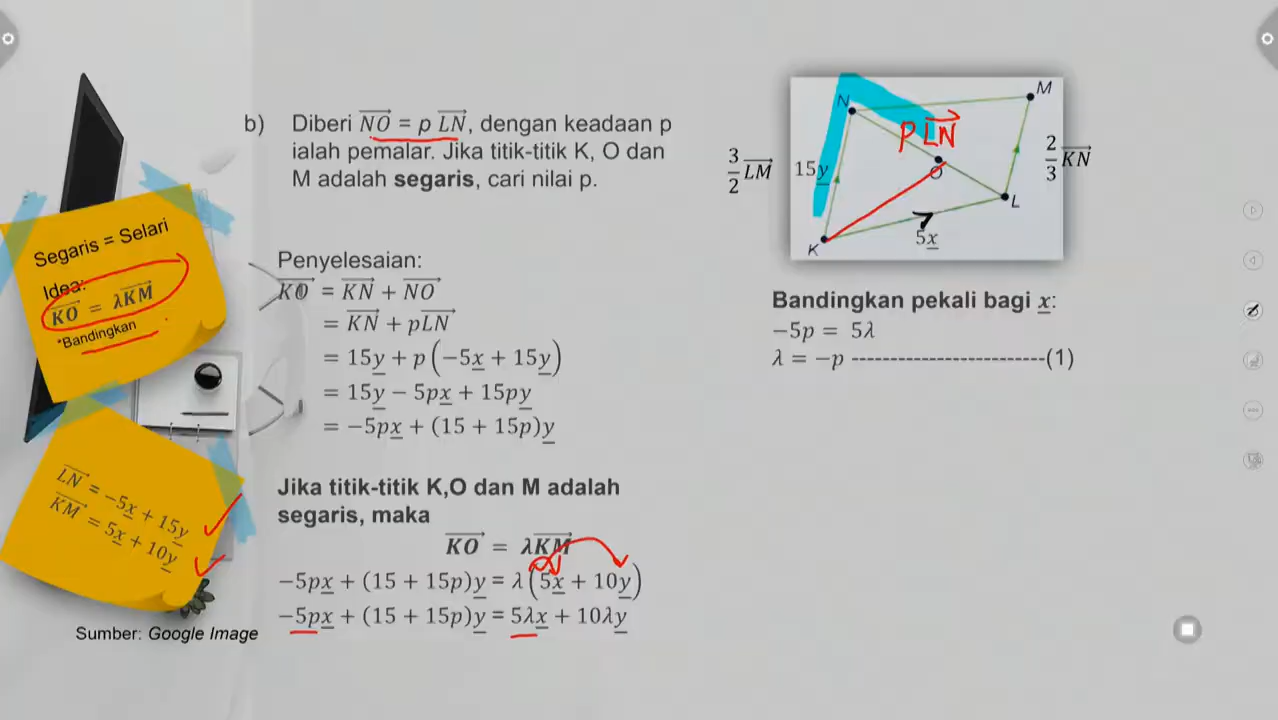 b) Diberi $\overrightarrow{NO} = p\,\overrightarrow{LN}$, dengan keadaan p
ialah pemalar. Jika titik-titik K, O dan
M adalah segaris, cari nilai p.
Segaris = Selari
Idea:
$\overrightarrow{KO} = \lambda\overrightarrow{KM}$
*Bandingkan
$\overrightarrow{LN} = -5\underline{x} + 15\underline{y}$
$\overrightarrow{KM} = 5\underline{x} + 10\underline{y}$
Sumber: Google Image
Penyelesaian:
$\overrightarrow{KO} = \overrightarrow{KN} + \overrightarrow{NO}$
$= \overrightarrow{KN} + p\overrightarrow{LN}$
$= 15\underline{y} + p(-5\underline{x} + 15\underline{y})$
$= 15\underline{y} - 5p\underline{x} + 15p\underline{y}$
$= -5p\underline{x} + (15 + 15p)\underline{y}$
Jika titik-titik K,O dan M adalah
segaris, maka
$\overrightarrow{KO} = \lambda\overrightarrow{KM}$
$-5p\underline{x} + (15 + 15p)\underline{y} = \lambda(5\underline{x} + 10\underline{y})$
$-5p\underline{x} + (15 + 15p)\underline{y} = 5\lambda\underline{x} + 10\lambda\underline{y}$
$\frac{3}{2}\overrightarrow{LM}$
$15\underline{y}$
N
M
$p\overrightarrow{LN}$
O
L
K
$5\underline{x}$
$\frac{2}{3}\overrightarrow{KN}$
Bandingkan pekali bagi $\underline{x}$:
$-5p = 5\lambda$
$\lambda = -p$ --------------------------(1)